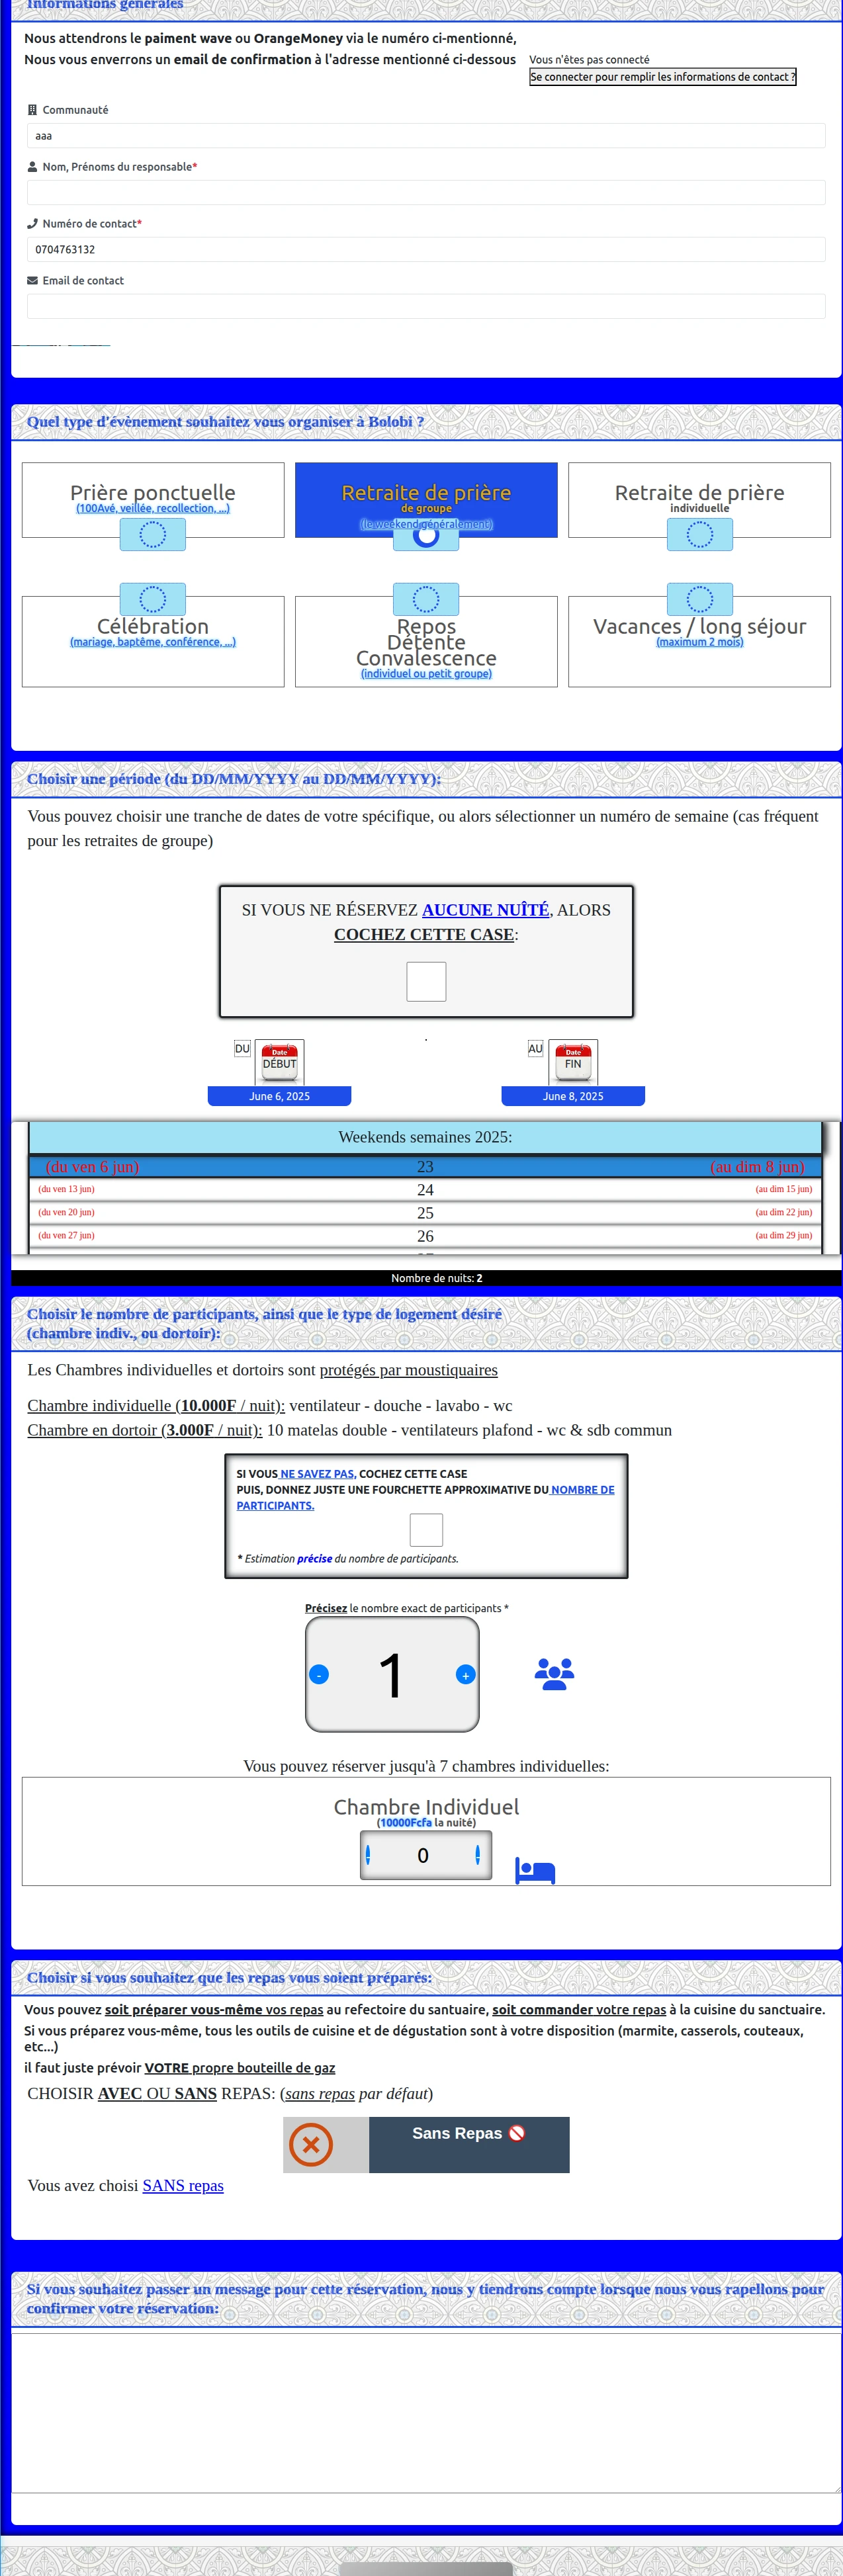 Informations générales
Nous attendrons le paiment wave ou OrangeMoney via le numéro ci-mentionné,
Nous vous enverrons un email de confirmation à l'adresse mentionné ci-dessous
Vous n'êtes pas connecté
Se connecter pour remplir les informations de contact ?
Communauté
aaa
Nom, Prénoms du responsable*
Numéro de contact*
0704763132
Email de contact
Quel type d'évènement souhaitez vous organiser à Bolobi ?
Prière ponctuelle
(100Avé, veillée, recollection, ...)
Retraite de prière
de groupe
(le weekend généralement)
Retraite de prière
individuelle
Célébration
(mariage, baptême, conférence, ...)
Repos
Détente
Convalescence
(individuel ou petit groupe)
Vacances / long séjour
(maximum 2 mois)
Choisir une période (du DD/MM/YYYY au DD/MM/YYYY):
Vous pouvez choisir une tranche de dates de votre spécifique, ou alors sélectionner un numéro de semaine (cas fréquent
pour les retraites de groupe)
SI VOUS NE RÉSERVEZ AUCUNE NUÎTÉ, ALORS
COCHEZ CETTE CASE:
.
DU
Date
DÉBUT
June 6, 2025
AU
Date
FIN
June 8, 2025
Weekends semaines 2025:
(du ven 6 jun) 23 (au dim 8 jun)
(du ven 13 jun) 24 (au dim 15 jun)
(du ven 20 jun) 25 (au dim 22 jun)
(du ven 27 jun) 26 (au dim 29 jun)
Nombre de nuits: 2
Choisir le nombre de participants, ainsi que le type de logement désiré
(chambre indiv., ou dortoir):
Les Chambres individuelles et dortoirs sont protégés par moustiquaires
Chambre individuelle (10.000F / nuit): ventilateur - douche - lavabo - wc
Chambre en dortoir (3.000F / nuit): 10 matelas double - ventilateurs plafond - wc & sdb commun
SI VOUS NE SAVEZ PAS, COCHEZ CETTE CASE
PUIS, DONNEZ JUSTE UNE FOURCHETTE APPROXIMATIVE DU NOMBRE DE
PARTICIPANTS.
* Estimation précise du nombre de participants.
Précisez le nombre exact de participants *
- 1 +
Vous pouvez réserver jusqu'à 7 chambres individuelles:
Chambre Individuel
(10000Fcfa la nuité)
0
Choisir si vous souhaitez que les repas vous soient préparés:
Vous pouvez soit préparer vous-même vos repas au refectoire du santuaire, soit commander votre repas à la cuisine du sanctuaire.
Si vous préparez vous-même, tous les outils de cuisine et de dégustation sont à votre disposition (marmite, casserols, couteaux,
etc...)
il faut juste prévoir VOTRE propre bouteille de gaz
CHOISIR AVEC OU SANS REPAS: (sans repas par défaut)
Sans Repas 🚫
Vous avez choisi SANS repas
Si vous souhaitez passer un message pour cette réservation, nous y tiendrons compte lorsque nous vous rapellons pour
confirmer votre réservation: